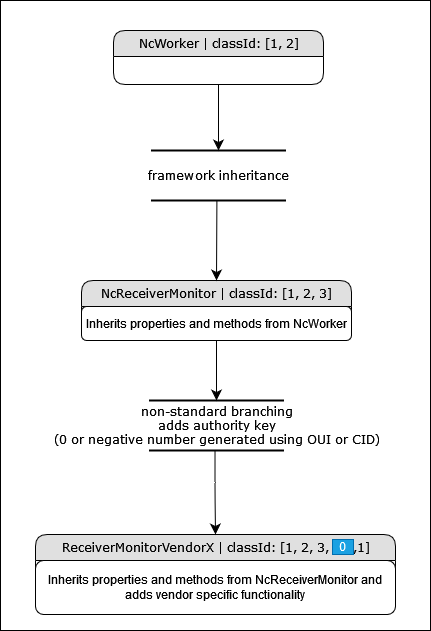 NcWorker | classId: [1, 2]
framework inheritance
NcReceiverMonitor | classId: [1, 2, 3]
Inherits properties and methods from NcWorker
non-standard branching
adds authority key
(0 or negative number generated using OUI or CID)
ReceiverMonitorVendorX | classId: [1, 2, 3, 0 ,1]
Inherits properties and methods from NcReceiverMonitor and
adds vendor specific functionality